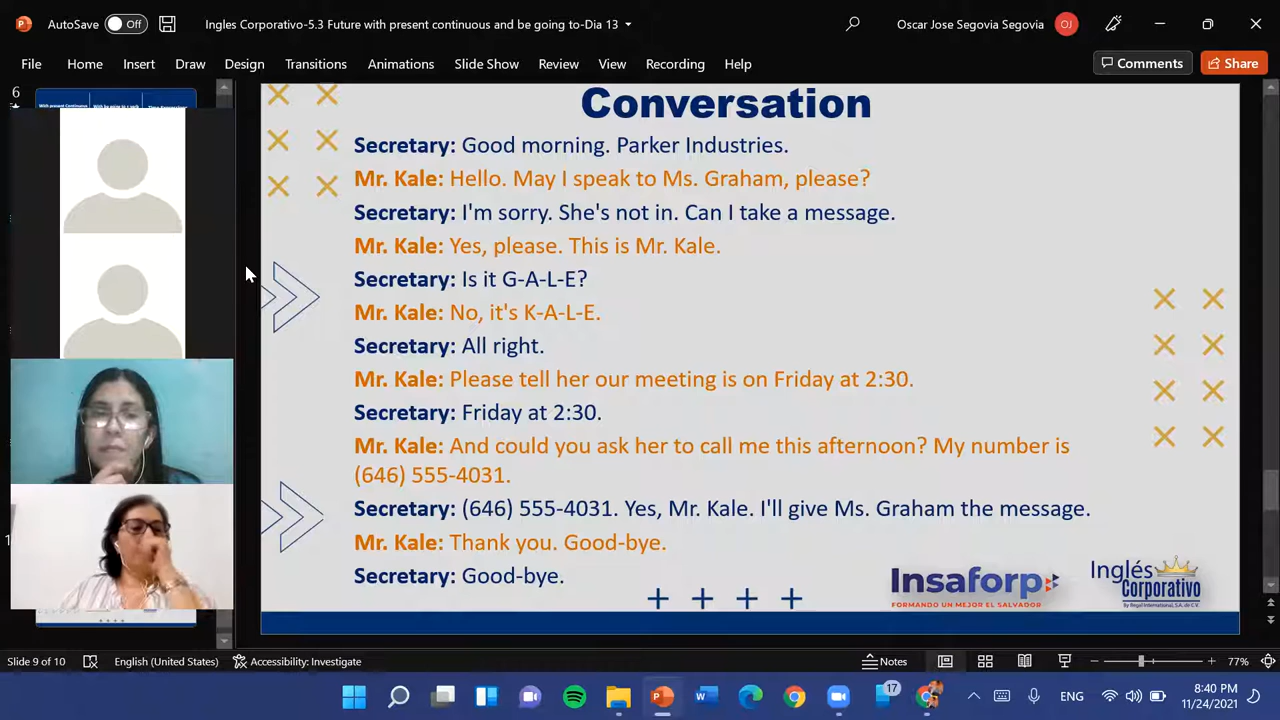 AutoSave Off Ingles Corporativo-5.3 Future with present continuous and be going to-Dia 13 Oscar Jose Segovia Segovia OJ
File Home Insert Draw Design Transitions Animations Slide Show Review View Recording Help Comments Share
6
Conversation
Secretary: Good morning. Parker Industries.
Mr. Kale: Hello. May I speak to Ms. Graham, please?
Secretary: I'm sorry. She's not in. Can I take a message.
Mr. Kale: Yes, please. This is Mr. Kale.
Secretary: Is it G-A-L-E?
Mr. Kale: No, it's K-A-L-E.
Secretary: All right.
Mr. Kale: Please tell her our meeting is on Friday at 2:30.
Secretary: Friday at 2:30.
Mr. Kale: And could you ask her to call me this afternoon? My number is
(646) 555-4031.
Secretary: (646) 555-4031. Yes, Mr. Kale. I'll give Ms. Graham the message.
Mr. Kale: Thank you. Good-bye.
Secretary: Good-bye.
Insaforp
FORMANDO UN MEJOR EL SALVADOR
Inglés
Corporativo
By Regal International, S.A. de C.V.
Slide 9 of 10 English (United States) Accessibility: Investigate Notes 77%
17 ENG 8:40 PM
11/24/2021